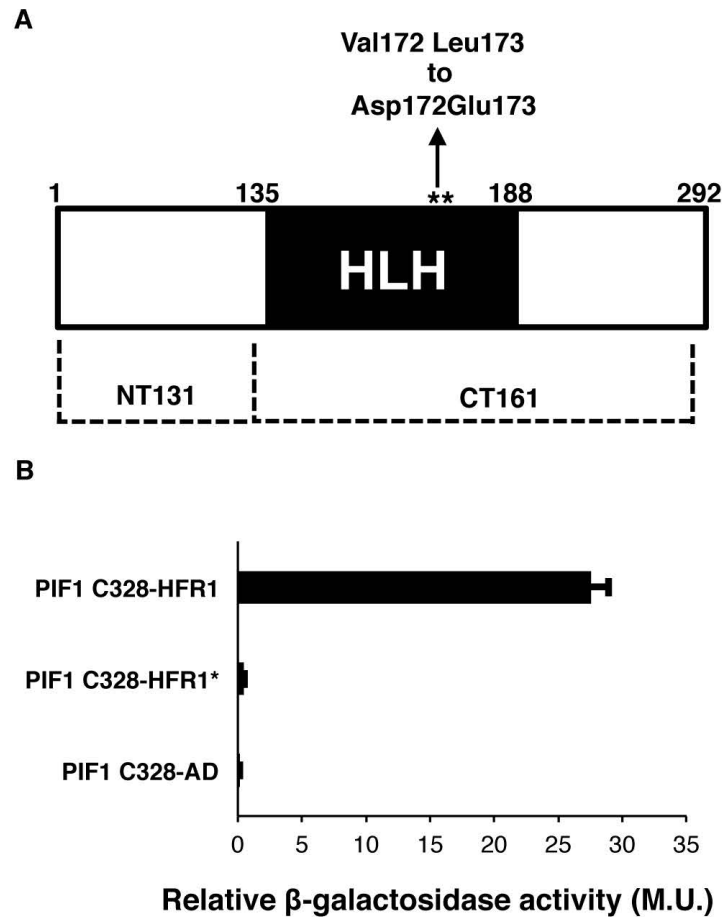 A
Val172 Leu173
to
Asp172Glu173
1 135 ** 188 292
HLH
NT131 CT161
B
PIF1 C328-HFR1
PIF1 C328-HFR1*
PIF1 C328-AD
0 5 10 15 20 25 30 35
Relative β-galactosidase activity (M.U.)